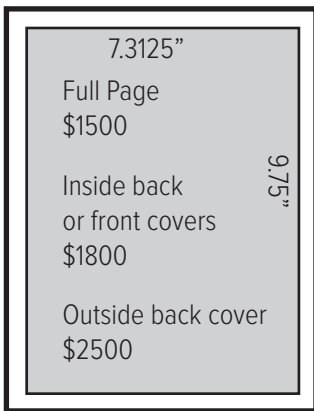 7.3125”
Full Page
$1500
9.75”
Inside back
or front covers
$1800
Outside back cover
$2500